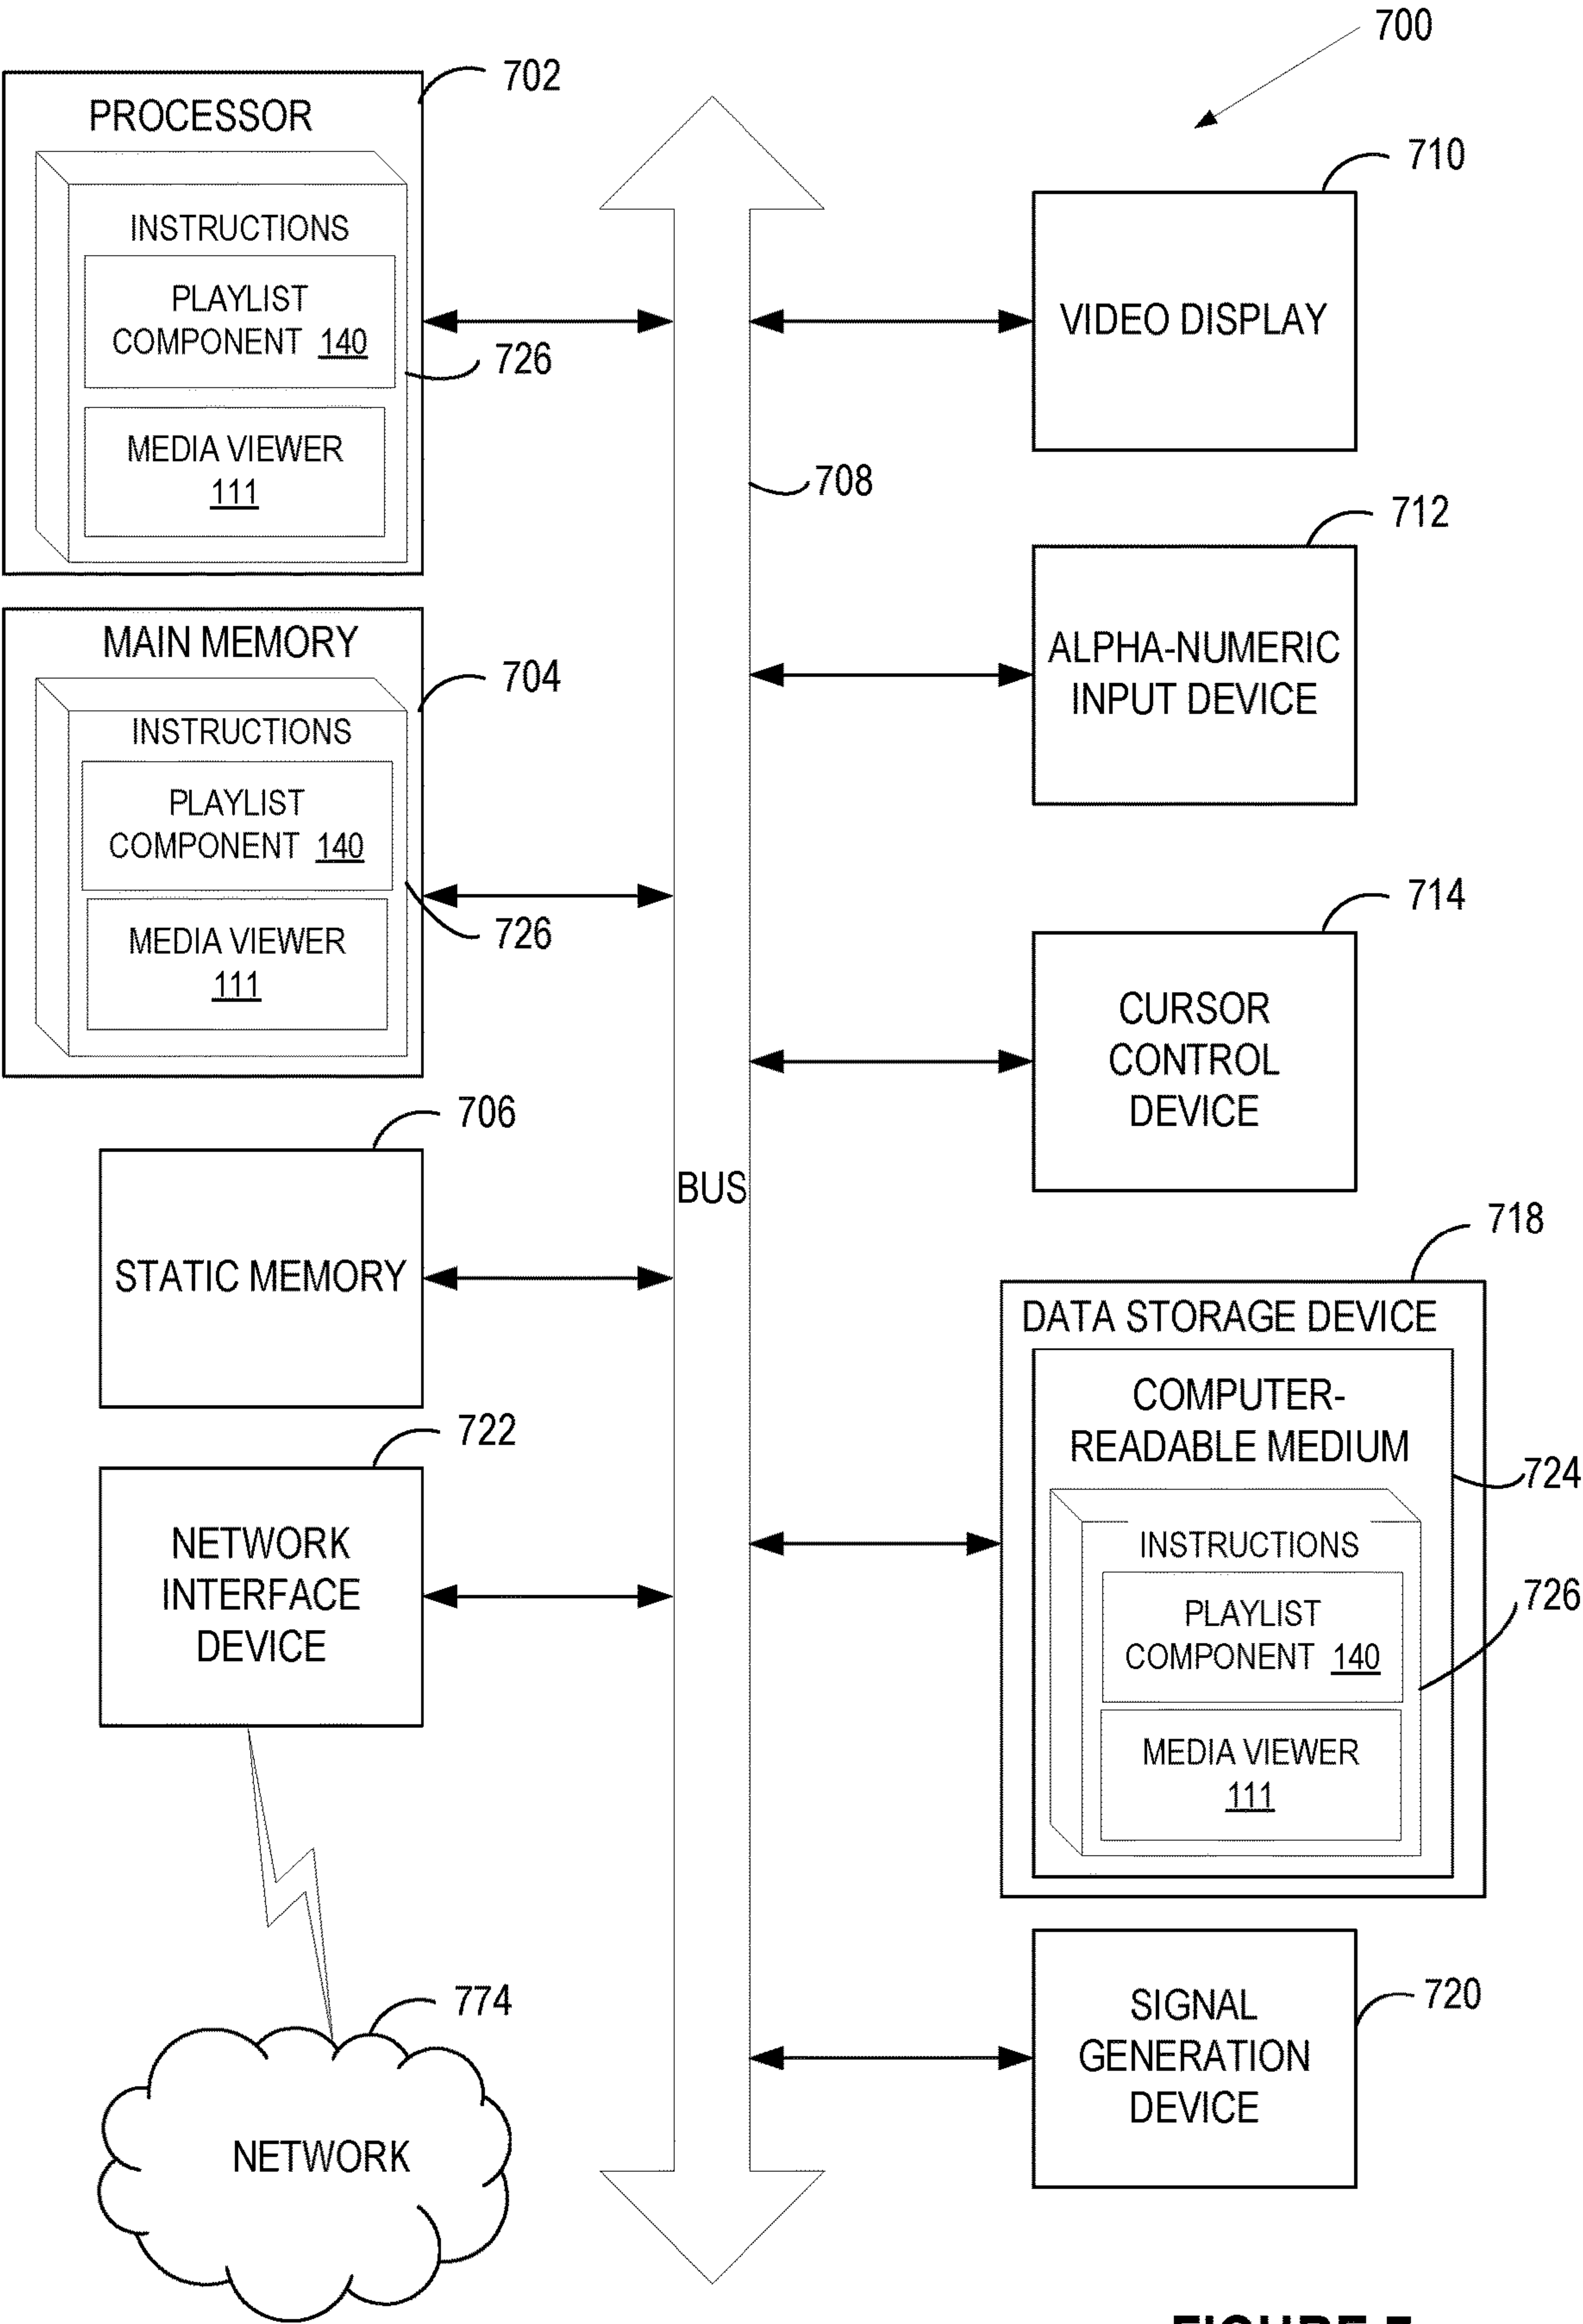 700
702
PROCESSOR
INSTRUCTIONS
PLAYLIST
COMPONENT 140
726
MEDIA VIEWER
111
MAIN MEMORY
704
INSTRUCTIONS
PLAYLIST
COMPONENT 140
726
MEDIA VIEWER
111
706
STATIC MEMORY
722
NETWORK
INTERFACE
DEVICE
774
NETWORK
708
BUS
710
VIDEO DISPLAY
712
ALPHA-NUMERIC
INPUT DEVICE
714
CURSOR
CONTROL
DEVICE
718
DATA STORAGE DEVICE
COMPUTER-
READABLE MEDIUM
724
INSTRUCTIONS
726
PLAYLIST
COMPONENT 140
MEDIA VIEWER
111
SIGNAL
GENERATION
DEVICE
720
FIGURE